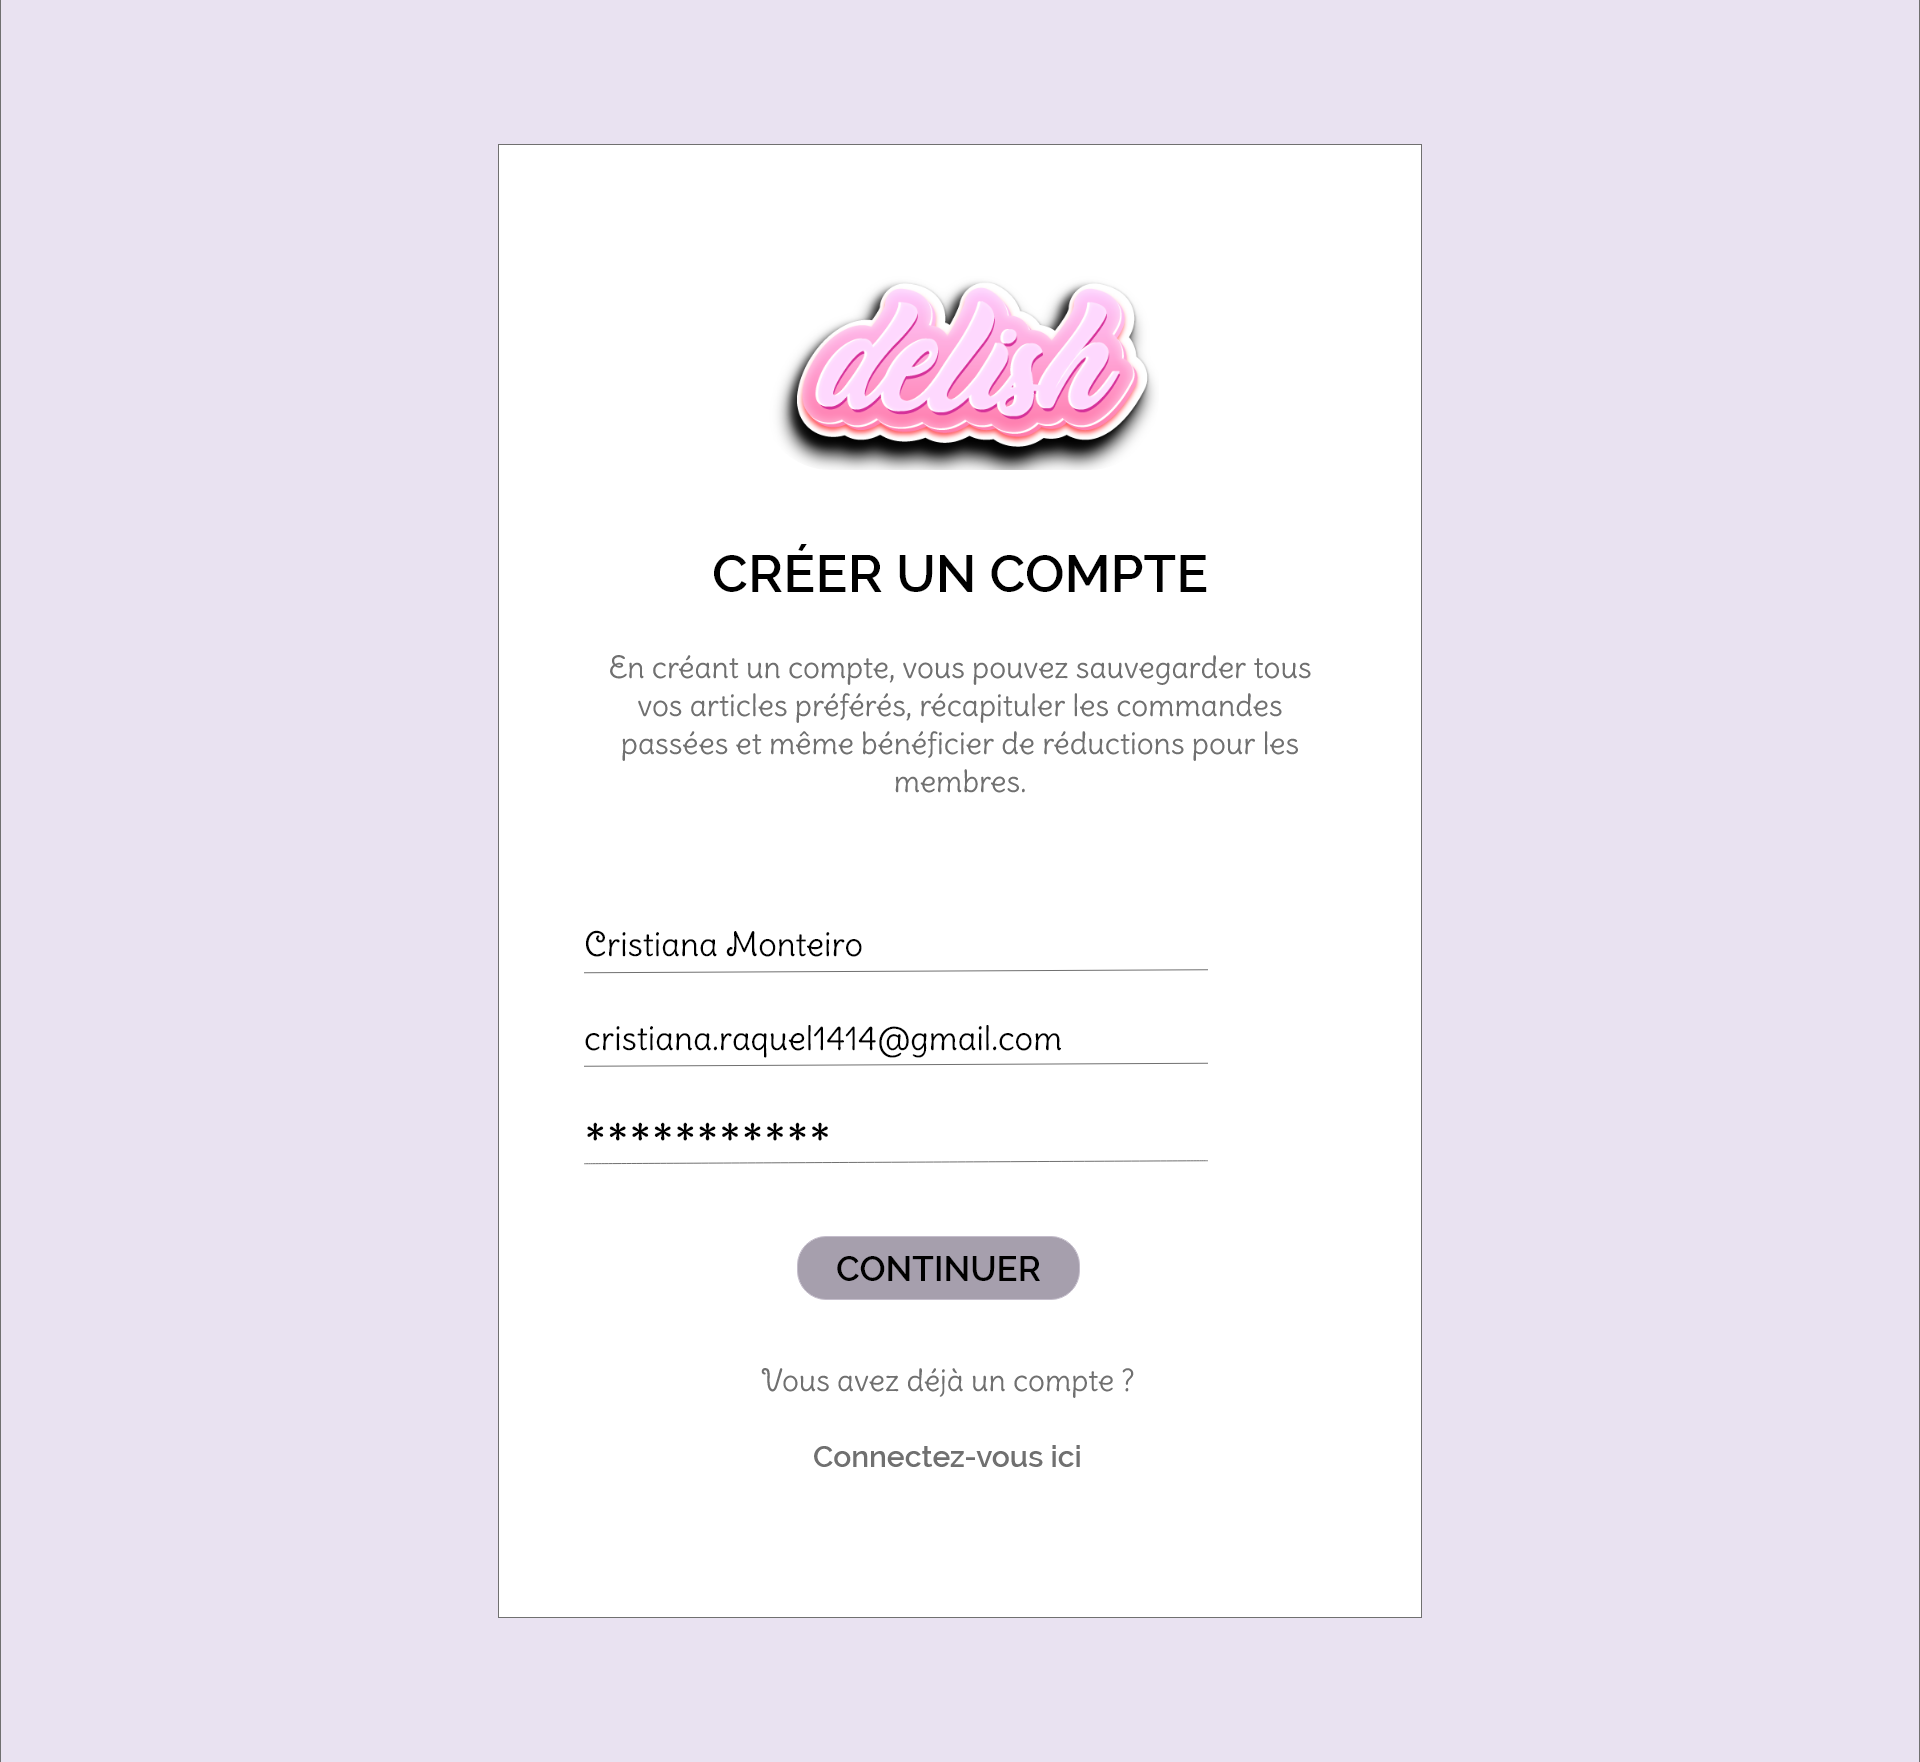 delish
CRÉER UN COMPTE
En créant un compte, vous pouvez sauvegarder tous
vos articles préférés, récapituler les commandes
passées et même bénéficier de réductions pour les
membres.
Cristiana Monteiro
cristiana.raquel1414@gmail.com
***********
CONTINUER
Vous avez déjà un compte ?
Connectez-vous ici